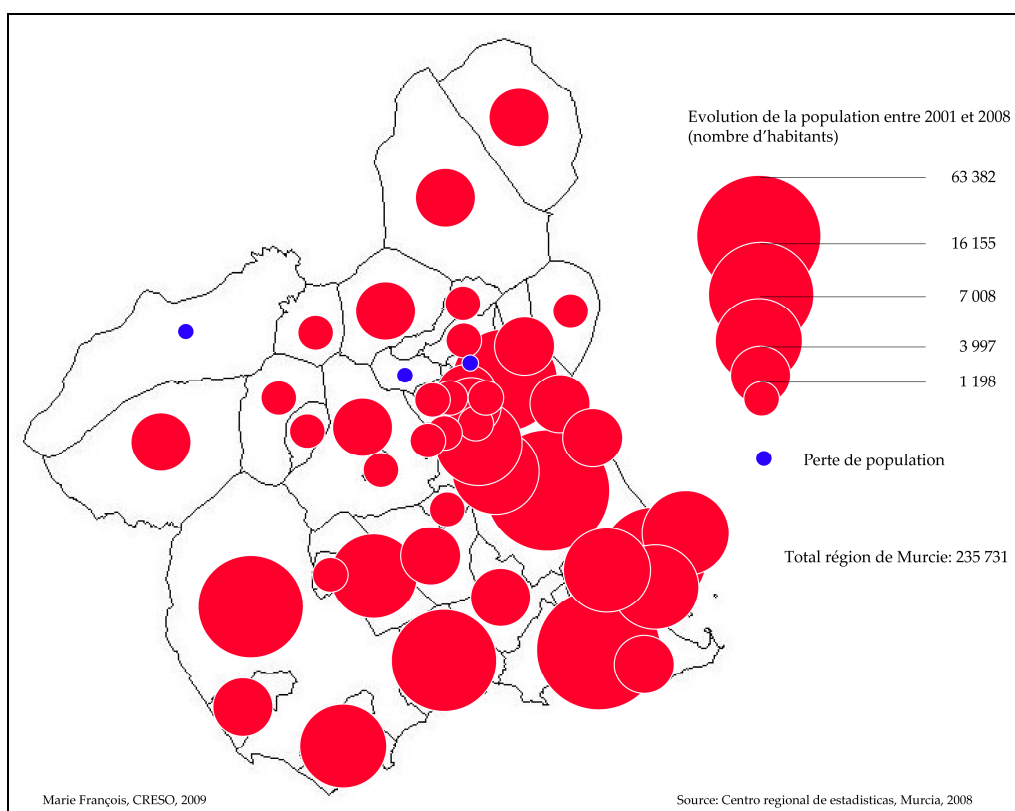 Evolution de la population entre 2001 et 2008
(nombre d'habitants)
63 382
16 155
7 008
3 997
1 198
Perte de population
Total région de Murcie: 235 731
Marie François, CRESO, 2009
Source: Centro regional de estadisticas, Murcia, 2008